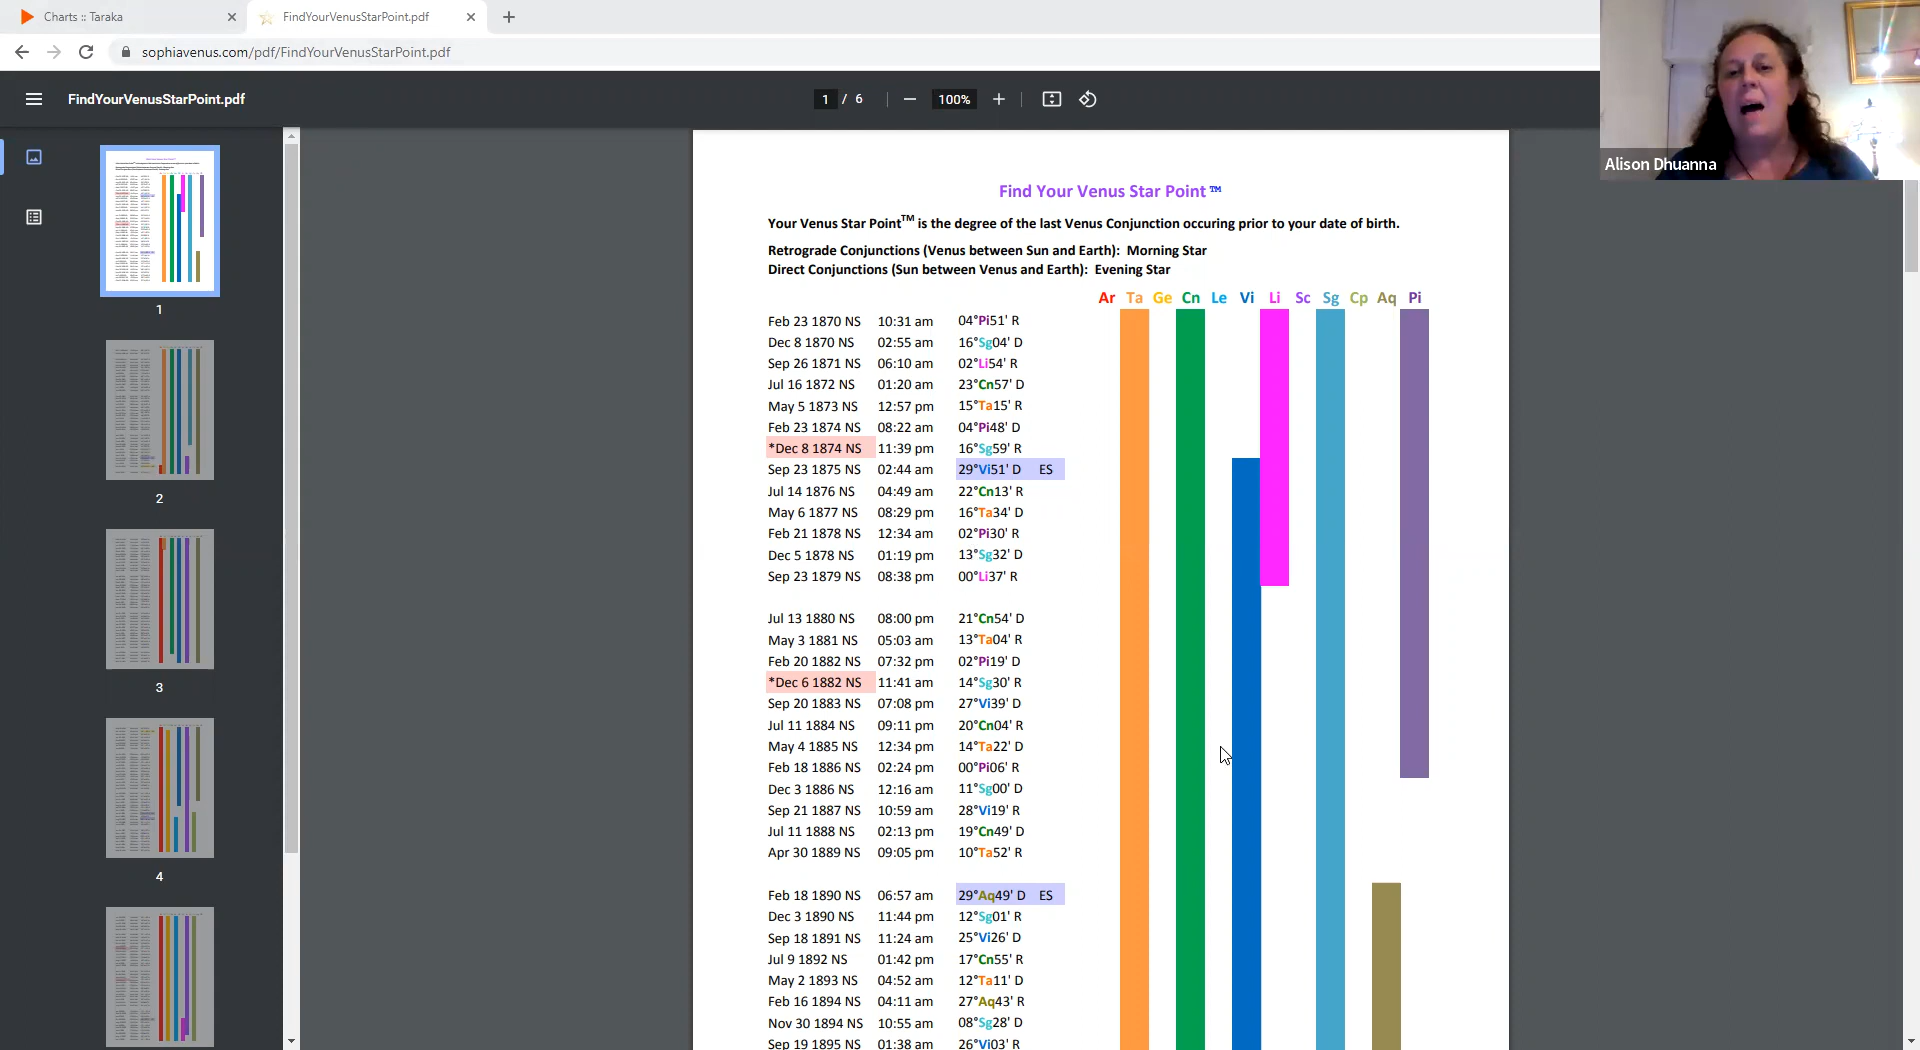 Charts :: Taraka
FindYourVenusStarPoint.pdf
sophiavenus.com/pdf/FindYourVenusStarPoint.pdf
FindYourVenusStarPoint.pdf
1 / 6
100%
Alison Dhuanna
1
2
3
4
Find Your Venus Star Point ™
Your Venus Star Point™ is the degree of the last Venus Conjunction occuring prior to your date of birth.
Retrograde Conjunctions (Venus between Sun and Earth): Morning Star
Direct Conjunctions (Sun between Venus and Earth): Evening Star
Ar Ta Ge Cn Le Vi Li Sc Sg Cp Aq Pi
Feb 23 1870 NS 10:31 am 04°Pi51' R
Dec 8 1870 NS 02:55 am 16°Sg04' D
Sep 26 1871 NS 06:10 am 02°Li54' R
Jul 16 1872 NS 01:20 am 23°Cn57' D
May 5 1873 NS 12:57 pm 15°Ta15' R
Feb 23 1874 NS 08:22 am 04°Pi48' D
*Dec 8 1874 NS 11:39 pm 16°Sg59' R
Sep 23 1875 NS 02:44 am 29°Vi51' D ES
Jul 14 1876 NS 04:49 am 22°Cn13' R
May 6 1877 NS 08:29 pm 16°Ta34' D
Feb 21 1878 NS 12:34 am 02°Pi30' R
Dec 5 1878 NS 01:19 pm 13°Sg32' D
Sep 23 1879 NS 08:38 pm 00°Li37' R
Jul 13 1880 NS 08:00 pm 21°Cn54' D
May 3 1881 NS 05:03 am 13°Ta04' R
Feb 20 1882 NS 07:32 pm 02°Pi19' D
*Dec 6 1882 NS 11:41 am 14°Sg30' R
Sep 20 1883 NS 07:08 pm 27°Vi39' D
Jul 11 1884 NS 09:11 pm 20°Cn04' R
May 4 1885 NS 12:34 pm 14°Ta22' D
Feb 18 1886 NS 02:24 pm 00°Pi06' R
Dec 3 1886 NS 12:16 am 11°Sg00' D
Sep 21 1887 NS 10:59 am 28°Vi19' R
Jul 11 1888 NS 02:13 pm 19°Cn49' D
Apr 30 1889 NS 09:05 pm 10°Ta52' R
Feb 18 1890 NS 06:57 am 29°Aq49' D ES
Dec 3 1890 NS 11:44 pm 12°Sg01' R
Sep 18 1891 NS 11:24 am 25°Vi26' D
Jul 9 1892 NS 01:42 pm 17°Cn55' R
May 2 1893 NS 04:52 am 12°Ta11' D
Feb 16 1894 NS 04:11 am 27°Aq43' R
Nov 30 1894 NS 10:55 am 08°Sg28' D
Sep 19 1895 NS 01:38 am 26°Vi03' R